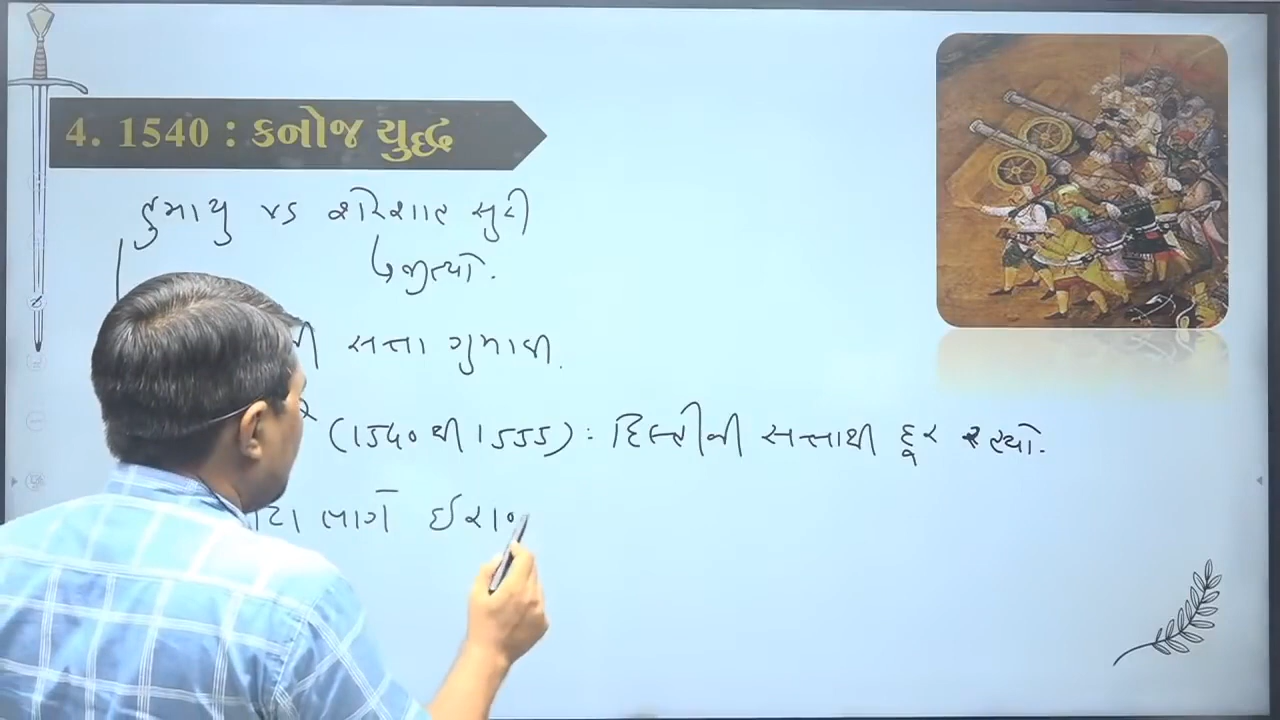 4. 1540 : કનોજ યુદ્ધ
હુમાયુ vs શેરશાહ સુરી
જીત્યો.
સત્તા ગુમાવી.
(1540 થી 1555) : દિલ્હીની સત્તાથી દૂર રહ્યો.
ભાગે ઈરાન